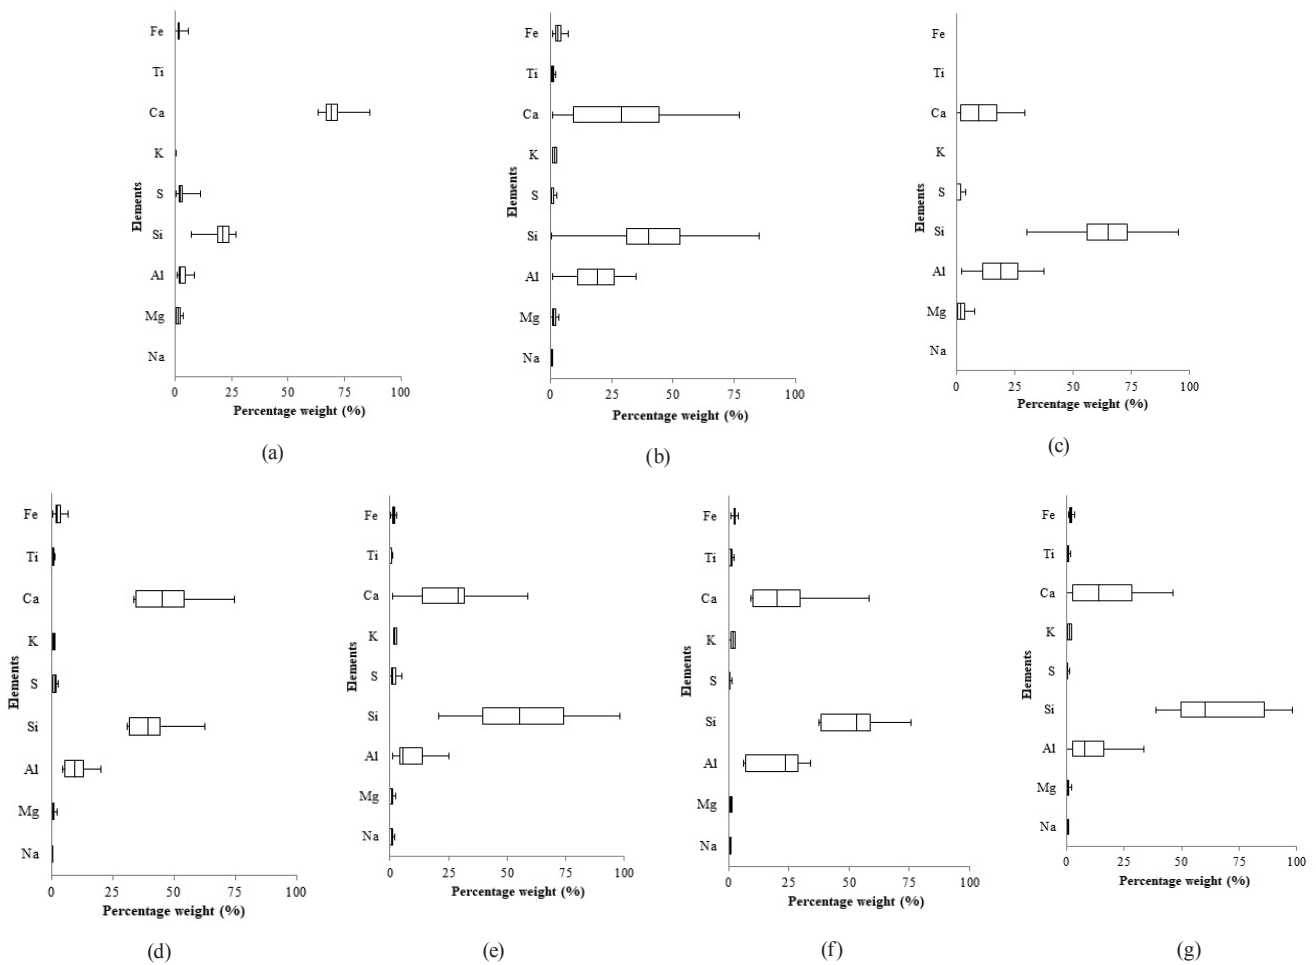 Fe
Ti
Ca
K
S
Si
Al
Mg
Na
Elements
0 25 50 75 100
Percentage weight (%)
(a)
Fe
Ti
Ca
K
S
Si
Al
Mg
Na
Elements
0 25 50 75 100
Percentage weight (%)
(b)
Fe
Ti
Ca
K
S
Si
Al
Mg
Na
Elements
0 25 50 75 100
Percentage weight (%)
(c)
Fe
Ti
Ca
K
S
Si
Al
Mg
Na
Elements
0 25 50 75 100
Percentage weight (%)
(d)
Fe
Ti
Ca
K
S
Si
Al
Mg
Na
Elements
0 25 50 75 100
Percentage weight (%)
(e)
Fe
Ti
Ca
K
S
Si
Al
Mg
Na
Elements
0 25 50 75 100
Percentage weight (%)
(f)
Fe
Ti
Ca
K
S
Si
Al
Mg
Na
Elements
0 25 50 75 100
Percentage weight (%)
(g)